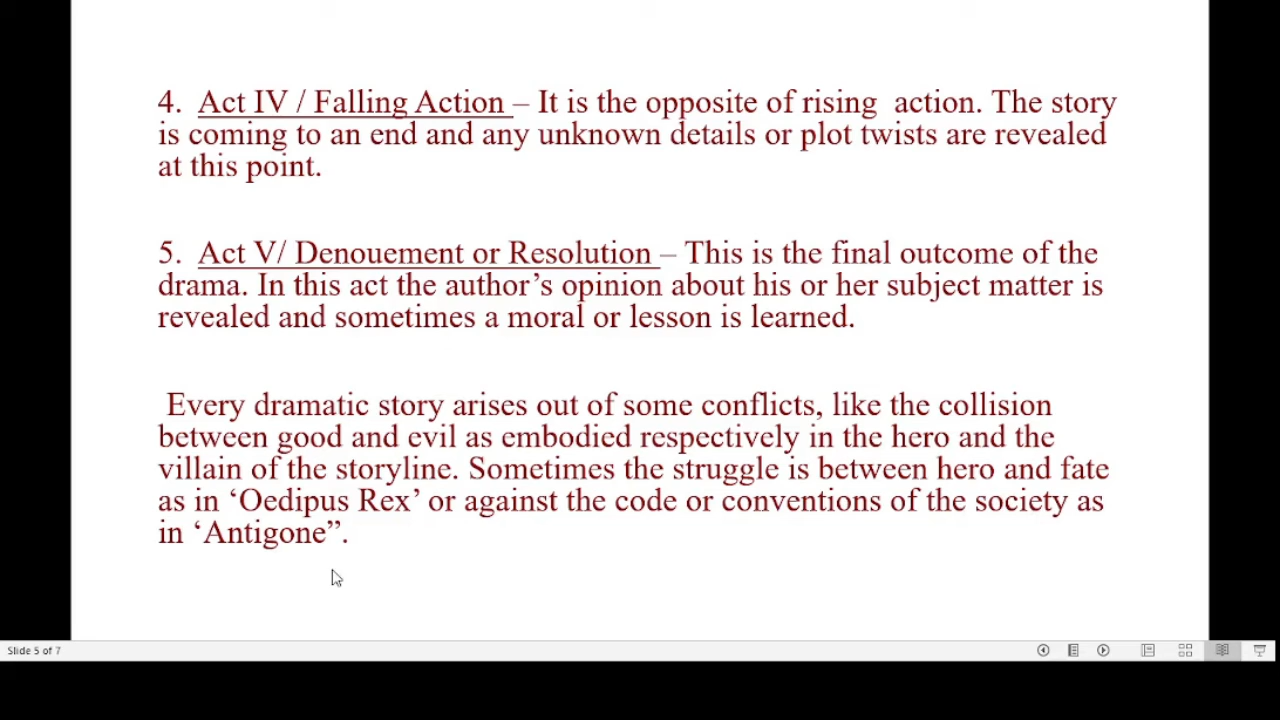 4. Act IV / Falling Action – It is the opposite of rising action. The story
is coming to an end and any unknown details or plot twists are revealed
at this point.
5. Act V/ Denouement or Resolution – This is the final outcome of the
drama. In this act the author’s opinion about his or her subject matter is
revealed and sometimes a moral or lesson is learned.
Every dramatic story arises out of some conflicts, like the collision
between good and evil as embodied respectively in the hero and the
villain of the storyline. Sometimes the struggle is between hero and fate
as in ‘Oedipus Rex’ or against the code or conventions of the society as
in ‘Antigone”.
Slide 5 of 7